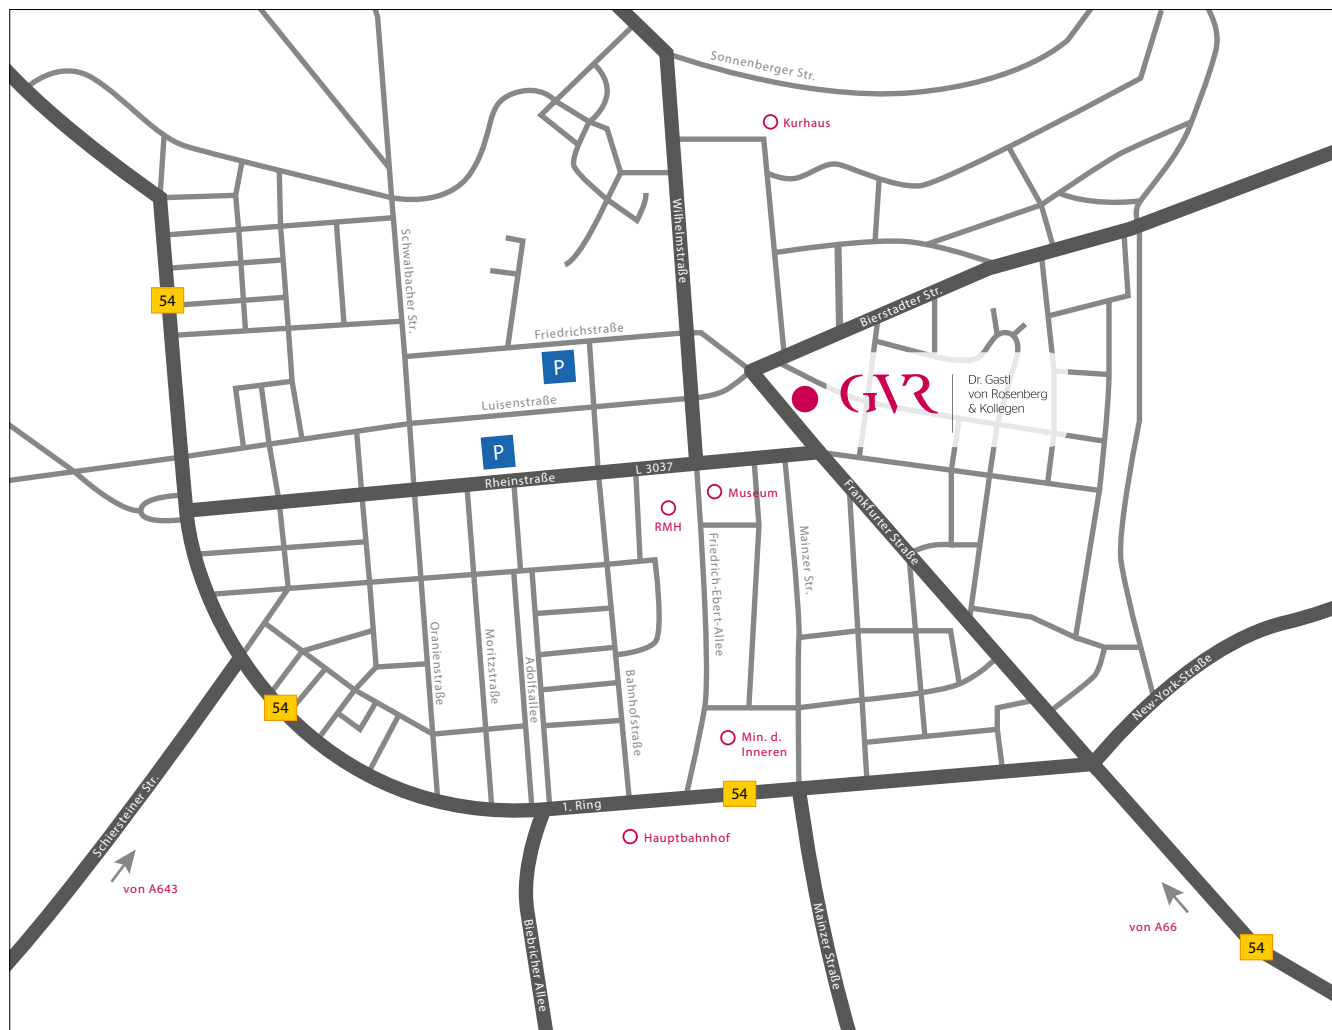 Sonnenberger Str.
Kurhaus
Wilhelmstraße
Schwalbacher Str.
54
Bierstadter Str.
Friedrichstraße
P
GVR
Dr. Gastl
von Rosenberg
& Kollegen
Luisenstraße
P
L 3037
Rheinstraße
Museum
RMH
Frankfurter Straße
Friedrich-Ebert-Allee
Mainzer Str.
Oranienstraße
Moritzstraße
Adolfsallee
Bahnhofstraße
New-York-Straße
54
Min. d.
Inneren
54
1. Ring
Hauptbahnhof
Schiersteiner Str.
von A643
Biebricher Allee
Mainzer Straße
von A66
54